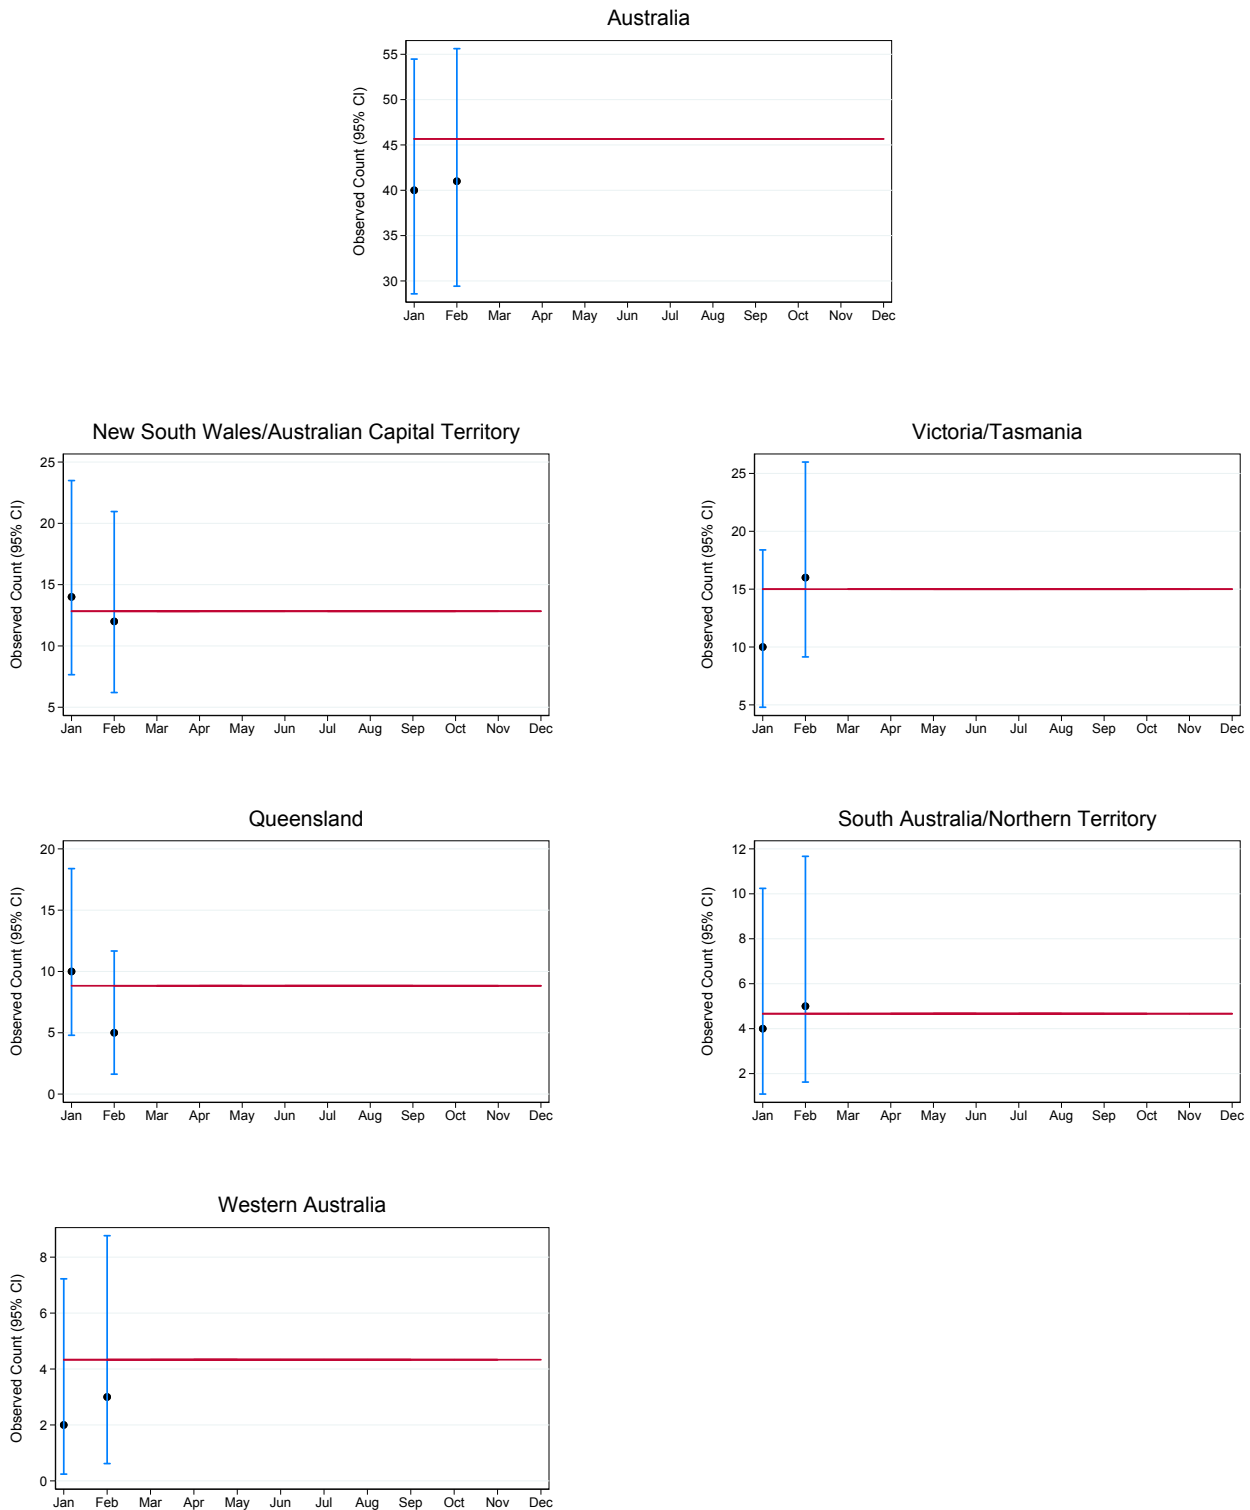 Australia
Observed Count (95% CI)
55
50
45
40
35
30
Jan Feb Mar Apr May Jun Jul Aug Sep Oct Nov Dec
New South Wales/Australian Capital Territory
Observed Count (95% CI)
25
20
15
10
5
Jan Feb Mar Apr May Jun Jul Aug Sep Oct Nov Dec
Victoria/Tasmania
Observed Count (95% CI)
25
20
15
10
5
Jan Feb Mar Apr May Jun Jul Aug Sep Oct Nov Dec
Queensland
Observed Count (95% CI)
20
15
10
5
0
Jan Feb Mar Apr May Jun Jul Aug Sep Oct Nov Dec
South Australia/Northern Territory
Observed Count (95% CI)
12
10
8
6
4
2
Jan Feb Mar Apr May Jun Jul Aug Sep Oct Nov Dec
Western Australia
Observed Count (95% CI)
8
6
4
2
0
Jan Feb Mar Apr May Jun Jul Aug Sep Oct Nov Dec